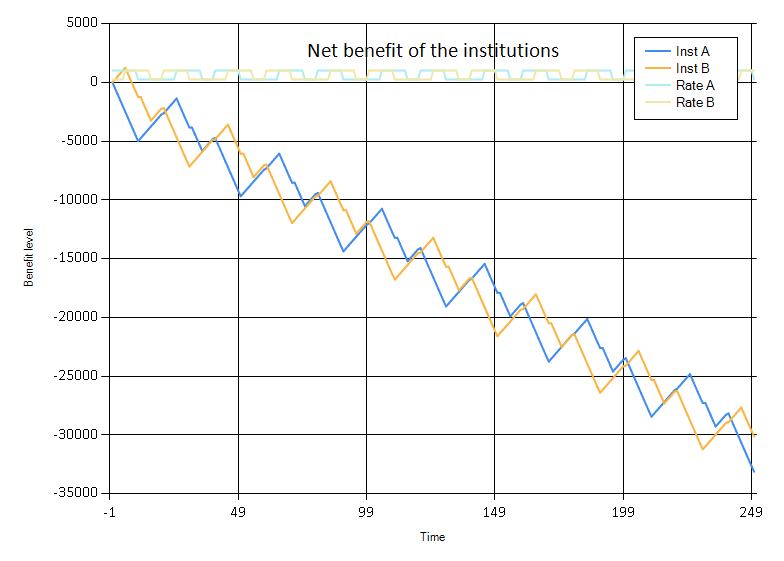 Net benefit of the institutions
Inst A
Inst B
Rate A
Rate B
5000
0
-5000
-10000
-15000
-20000
-25000
-30000
-35000
Benefit level
-1 49 99 149 199 249
Time